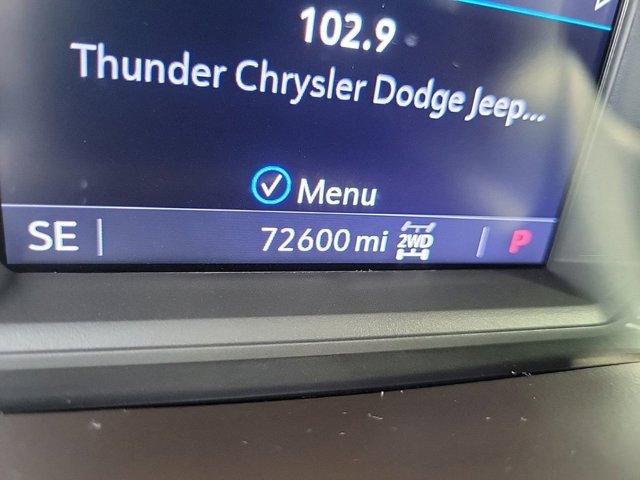 102.9
Thunder Chrysler Dodge Jeep...
Menu
SE 72600 mi 2WD P